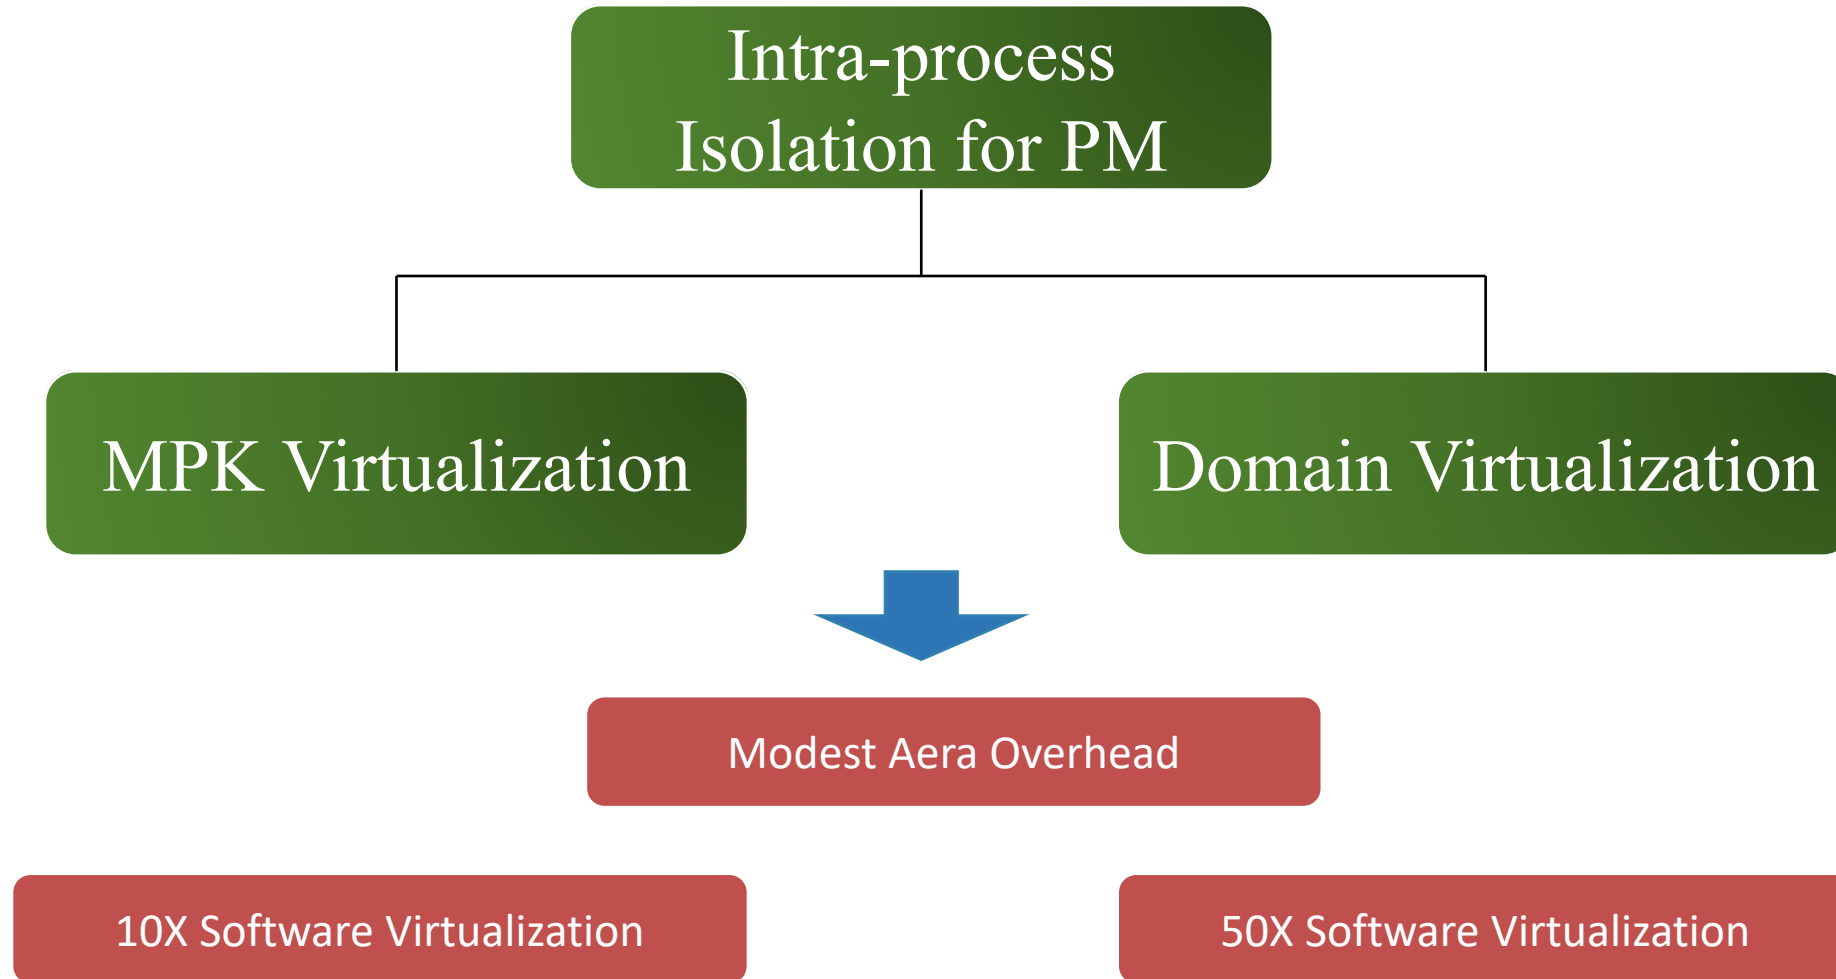 Intra-process
Isolation for PM
MPK Virtualization
Domain Virtualization
Modest Aera Overhead
10X Software Virtualization
50X Software Virtualization